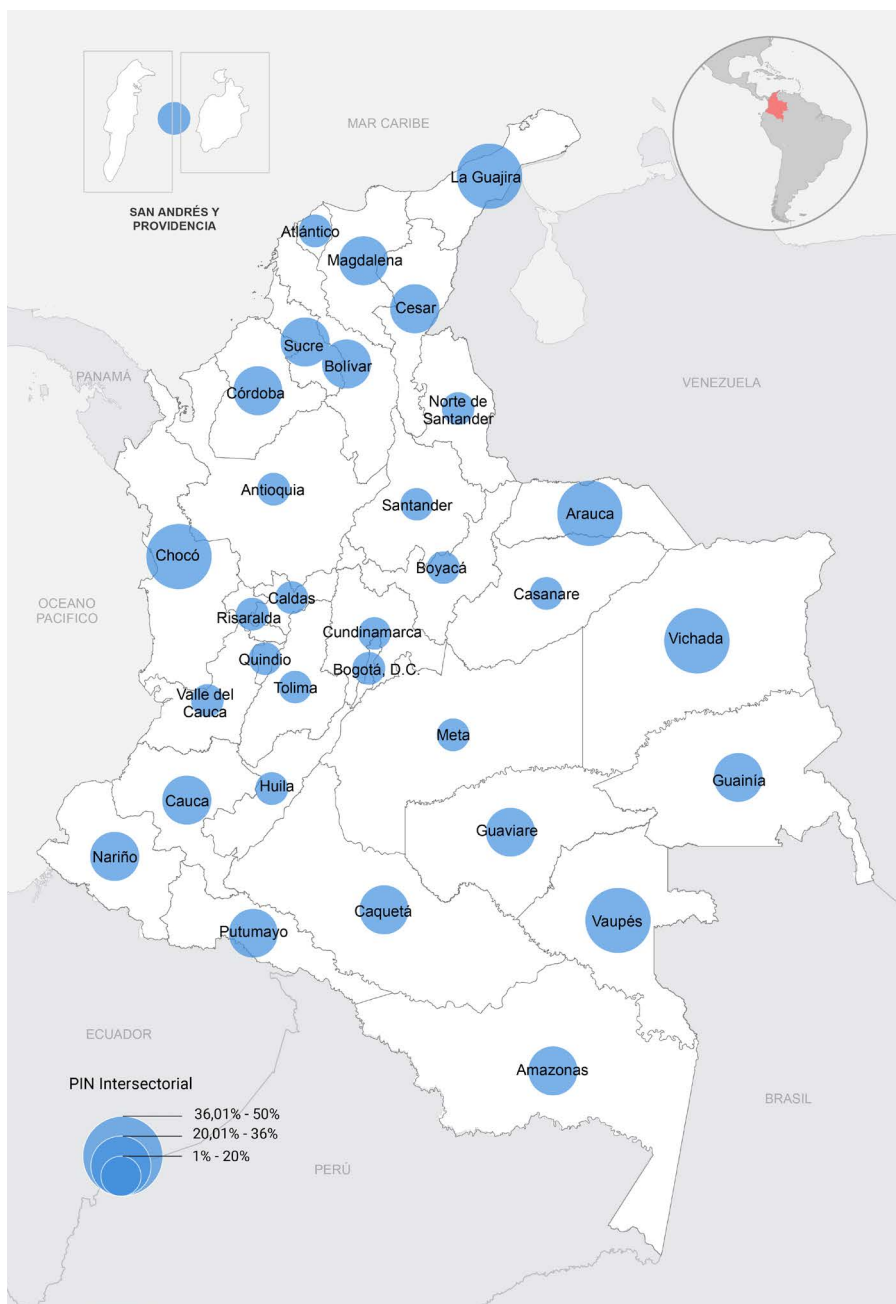 MAR CARIBE
La Guajira
SAN ANDRÉS Y
PROVIDENCIA
Atlántico
Magdalena
Cesar
Sucre
Bolívar
PANAMÁ
VENEZUELA
Córdoba
Norte de
Santander
Antioquia
Santander
Arauca
Chocó
Boyacá
Casanare
Caldas
OCEANO
PACIFICO
Risaralda
Cundinamarca
Vichada
Quindio
Bogotá, D.C.
Tolima
Valle del
Cauca
Meta
Guainía
Huila
Cauca
Guaviare
Nariño
Caquetá
Vaupés
Putumayo
ECUADOR
Amazonas
PIN Intersectorial
BRASIL
36,01% - 50%
20,01% - 36%
1% - 20%
PERÚ